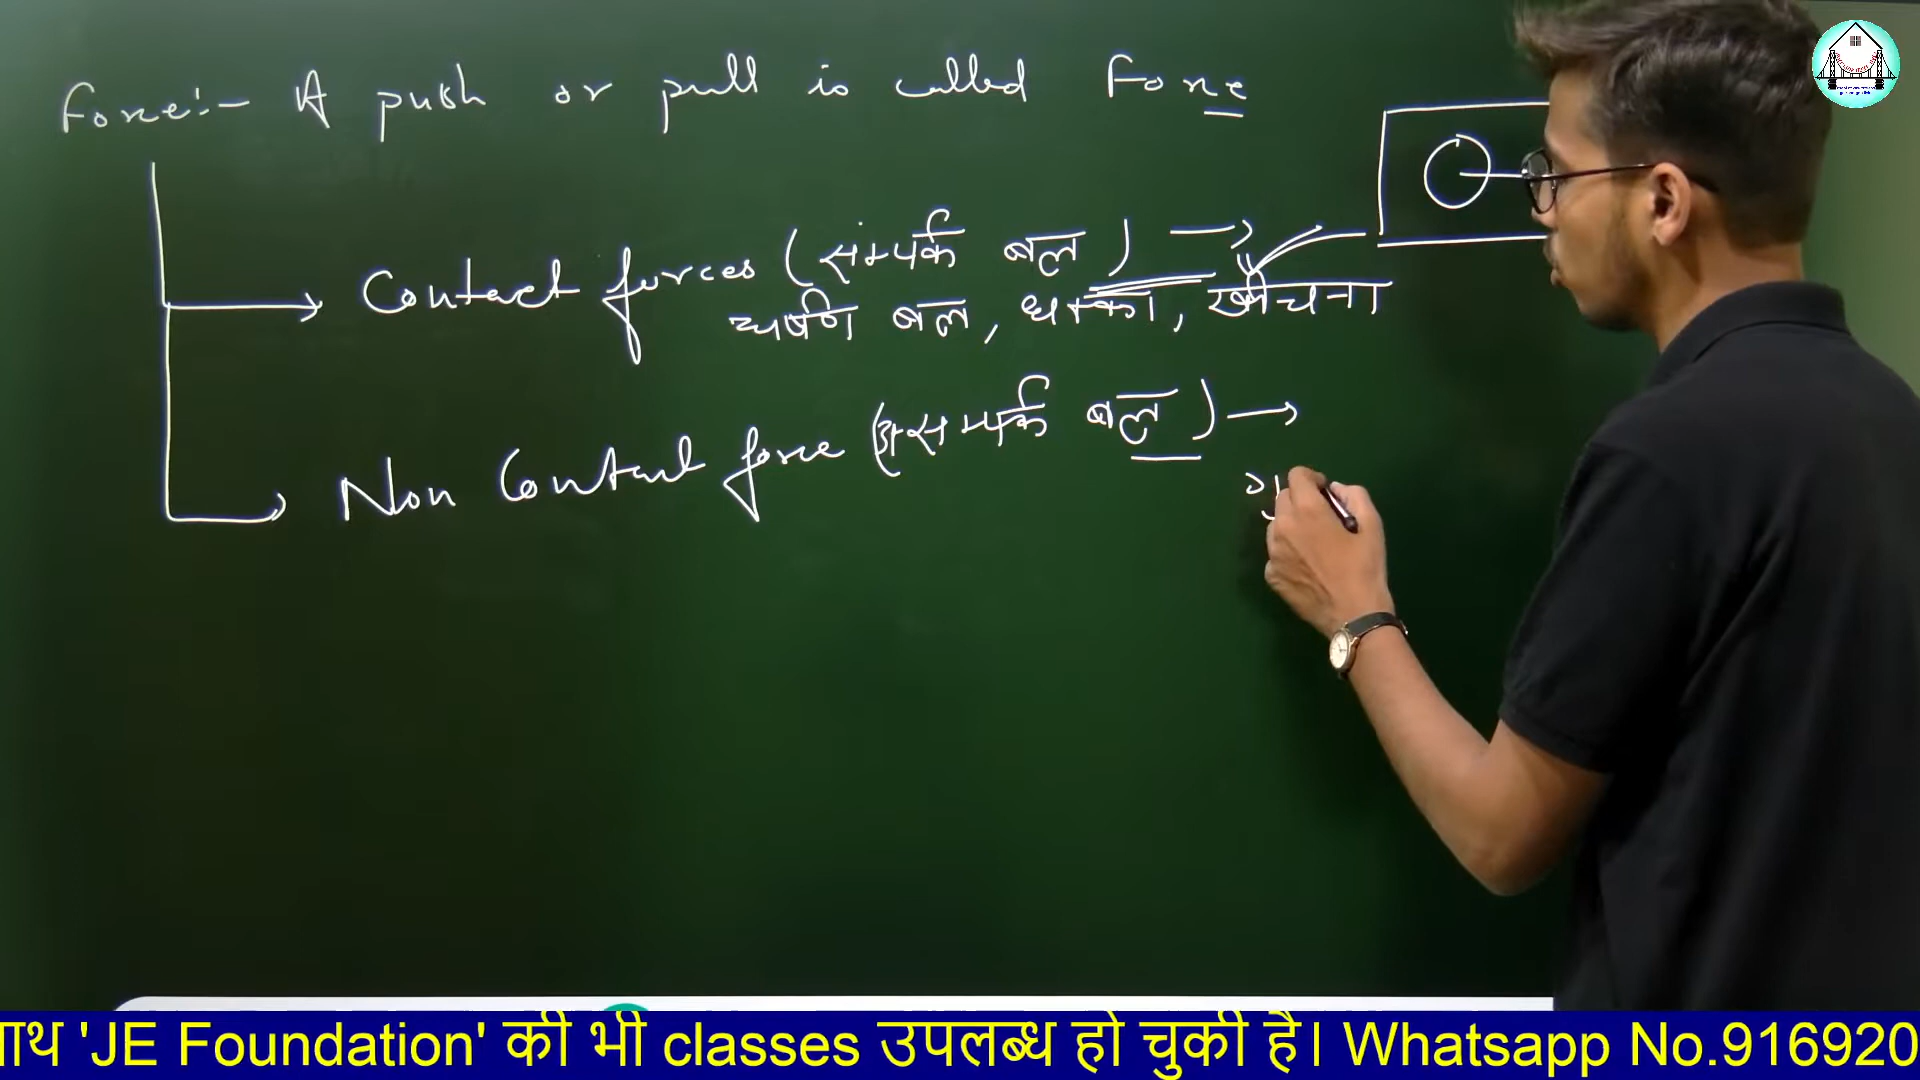 Force:- A push or pull is called Force
Contact forces (संम्पर्क बल) →
घर्षण बल, धक्का, खीचना
Non Contact force (असम्पर्क बल) →
गु
ाथ 'JE Foundation' की भी classes उपलब्ध हो चुकी है। Whatsapp No.916920